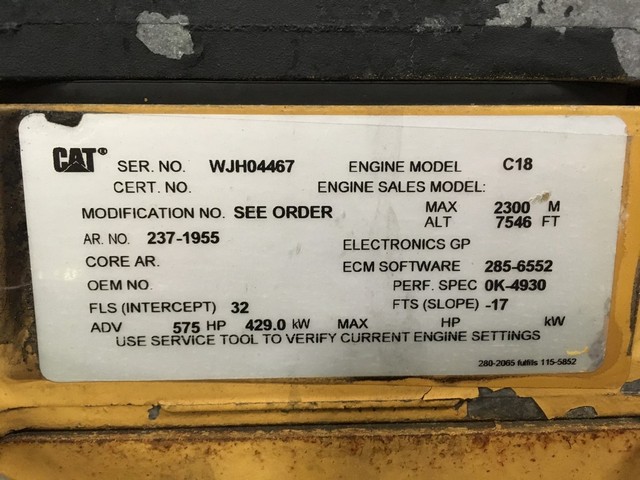 CAT® SER. NO. WJH04467 ENGINE MODEL C18
CERT. NO. ENGINE SALES MODEL:
MODIFICATION NO. SEE ORDER MAX ALT 2300 M 7546 FT
AR. NO. 237-1955 ELECTRONICS GP
CORE AR. ECM SOFTWARE 285-6552
OEM NO. PERF. SPEC 0K-4930
FLS (INTERCEPT) 32 FTS (SLOPE) -17
ADV 575 HP 429.0 kW MAX HP kW
USE SERVICE TOOL TO VERIFY CURRENT ENGINE SETTINGS
280-2065 fulfills 115-5852